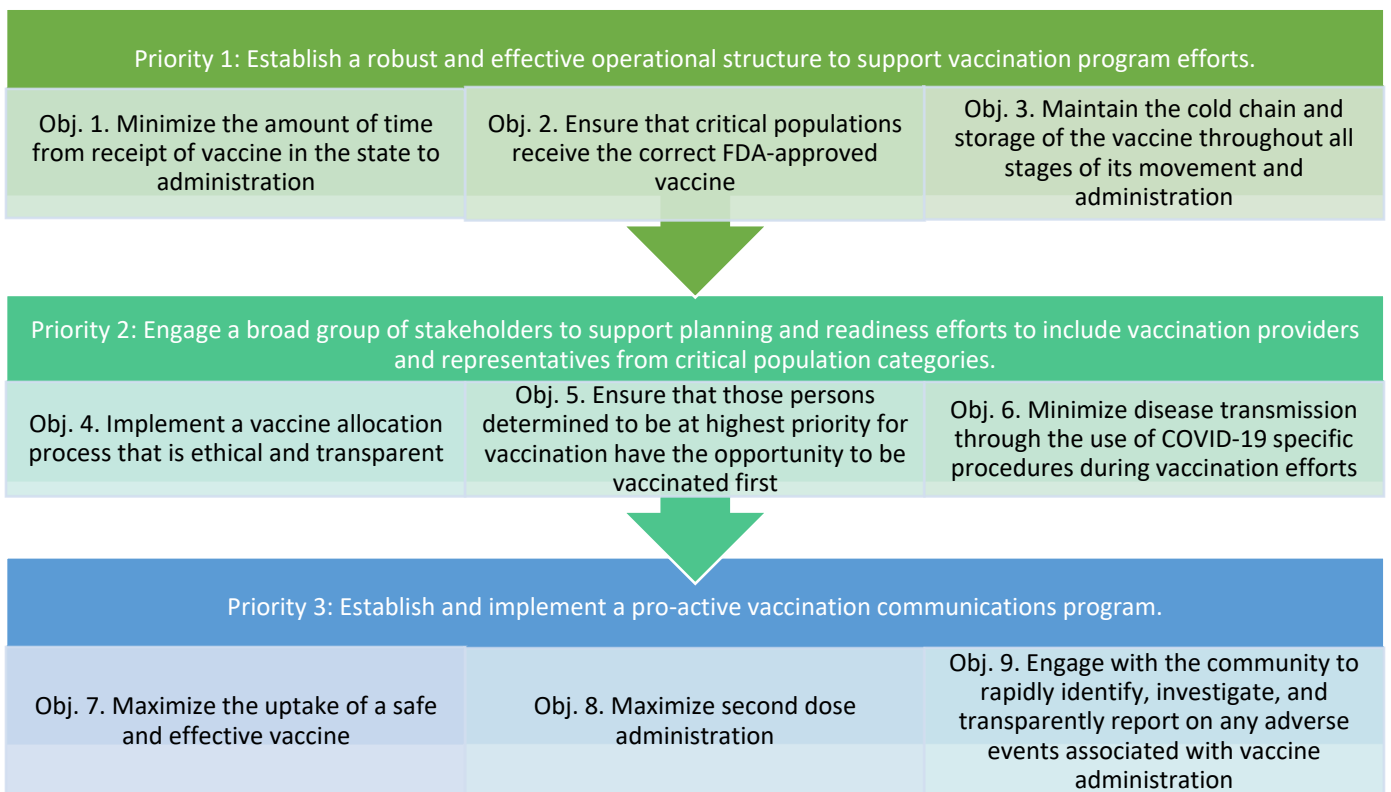 Priority 1: Establish a robust and effective operational structure to support vaccination program efforts.
Obj. 1. Minimize the amount of time
from receipt of vaccine in the state to
administration
Obj. 2. Ensure that critical populations
receive the correct FDA-approved
vaccine
Obj. 3. Maintain the cold chain and
storage of the vaccine throughout all
stages of its movement and
administration
Priority 2: Engage a broad group of stakeholders to support planning and readiness efforts to include vaccination providers
and representatives from critical population categories.
Obj. 4. Implement a vaccine allocation
process that is ethical and transparent
Obj. 5. Ensure that those persons
determined to be at highest priority for
vaccination have the opportunity to be
vaccinated first
Obj. 6. Minimize disease transmission
through the use of COVID-19 specific
procedures during vaccination efforts
Priority 3: Establish and implement a pro-active vaccination communications program.
Obj. 7. Maximize the uptake of a safe
and effective vaccine
Obj. 8. Maximize second dose
administration
Obj. 9. Engage with the community to
rapidly identify, investigate, and
transparently report on any adverse
events associated with vaccine
administration